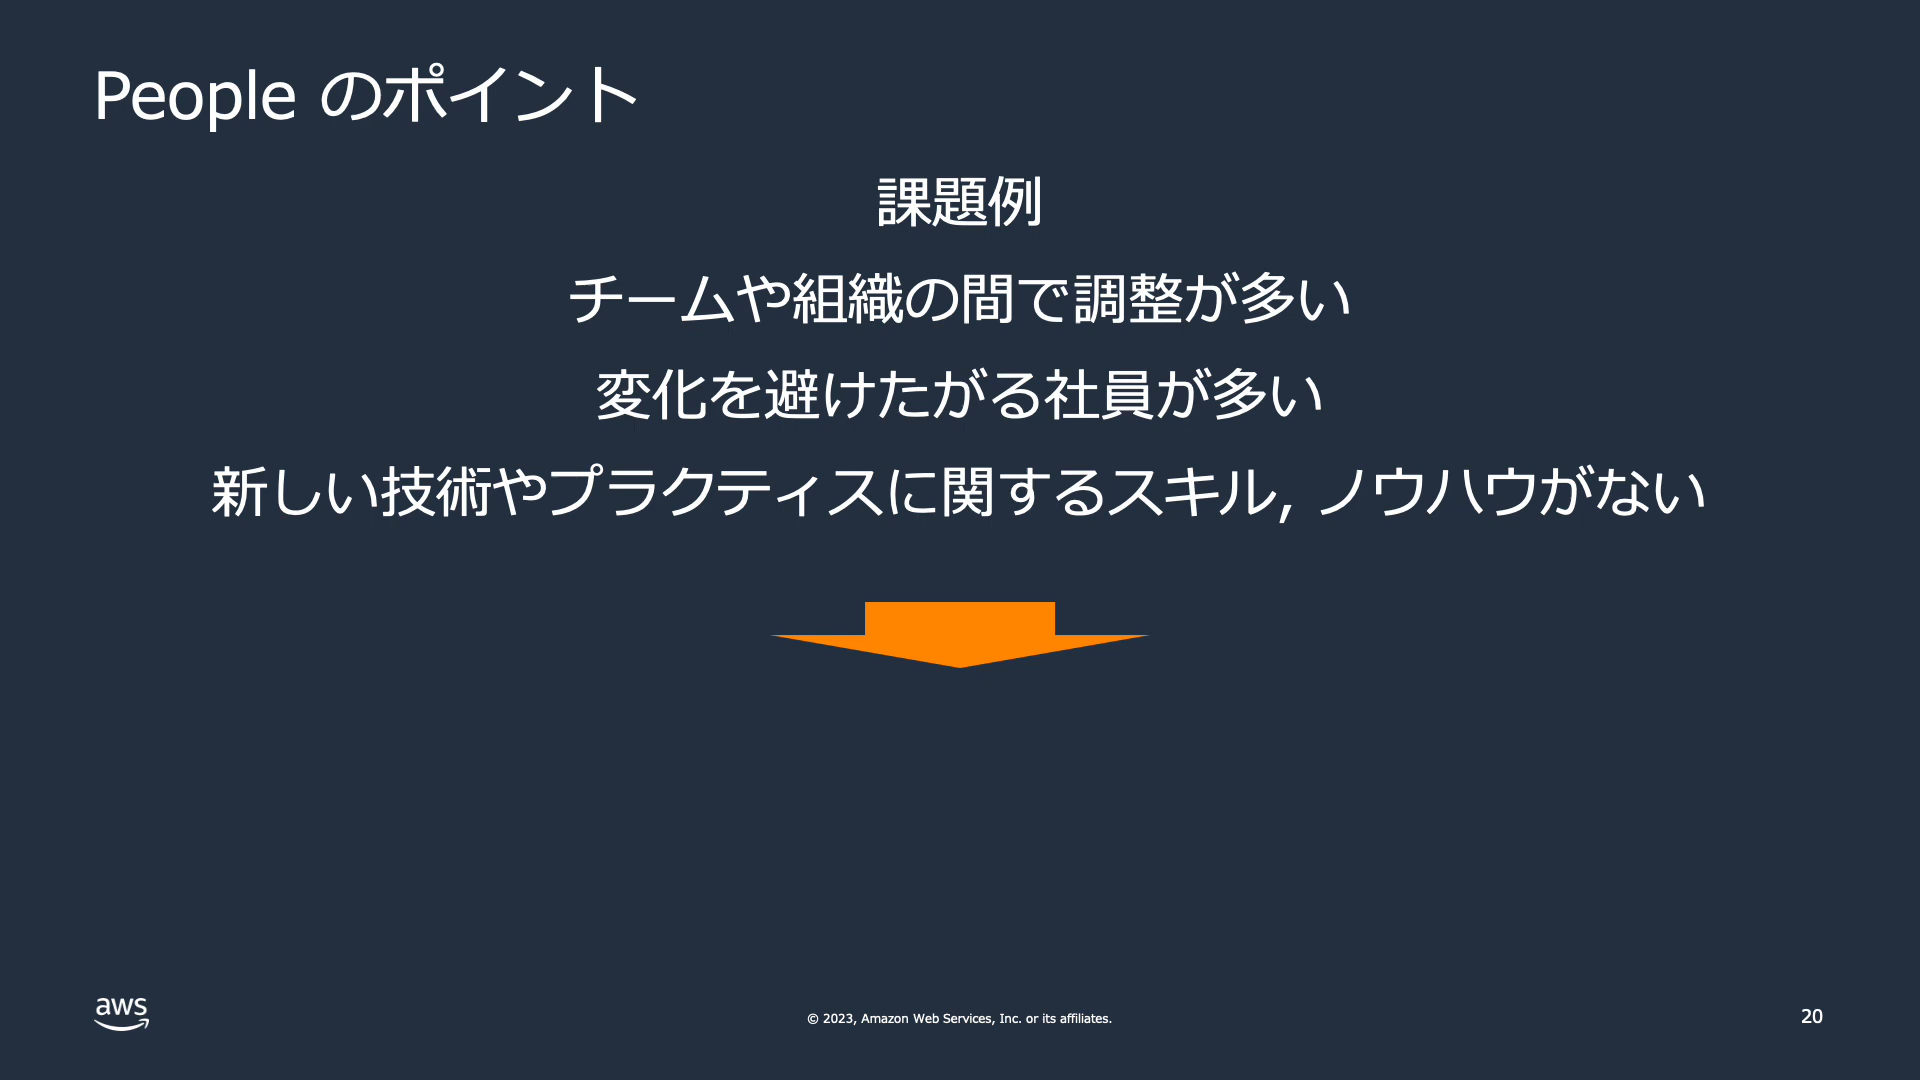 People のポイント
課題例
チームや組織の間で調整が多い
変化を避けたがる社員が多い
新しい技術やプラクティスに関するスキル, ノウハウがない
aws
© 2023, Amazon Web Services, Inc. or its affiliates.
20